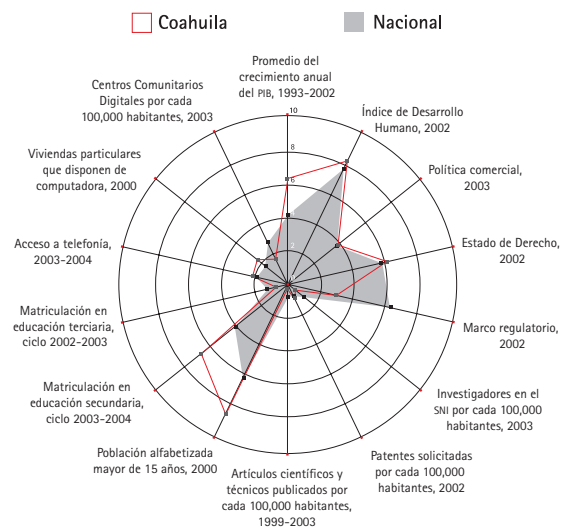 Coahuila
Nacional
Promedio del
crecimiento anual
del PIB, 1993-2002
Índice de Desarrollo
Humano, 2002
Política comercial,
2003
Estado de Derecho,
2002
Marco regulatorio,
2002
Investigadores en el
SNI por cada 100,000
habitantes, 2003
Patentes solicitadas
por cada 100,000
habitantes, 2002
Artículos científicos y
técnicos publicados por
cada 100,000 habitantes,
1999-2003
Población alfabetizada
mayor de 15 años, 2000
Matriculación en
educación secundaria,
ciclo 2003-2004
Matriculación en
educación terciaria,
ciclo 2002-2003
Acceso a telefonía,
2003-2004
Viviendas particulares
que disponen de
computadora, 2000
Centros Comunitarios
Digitales por cada
100,000 habitantes, 2003
10
8
6